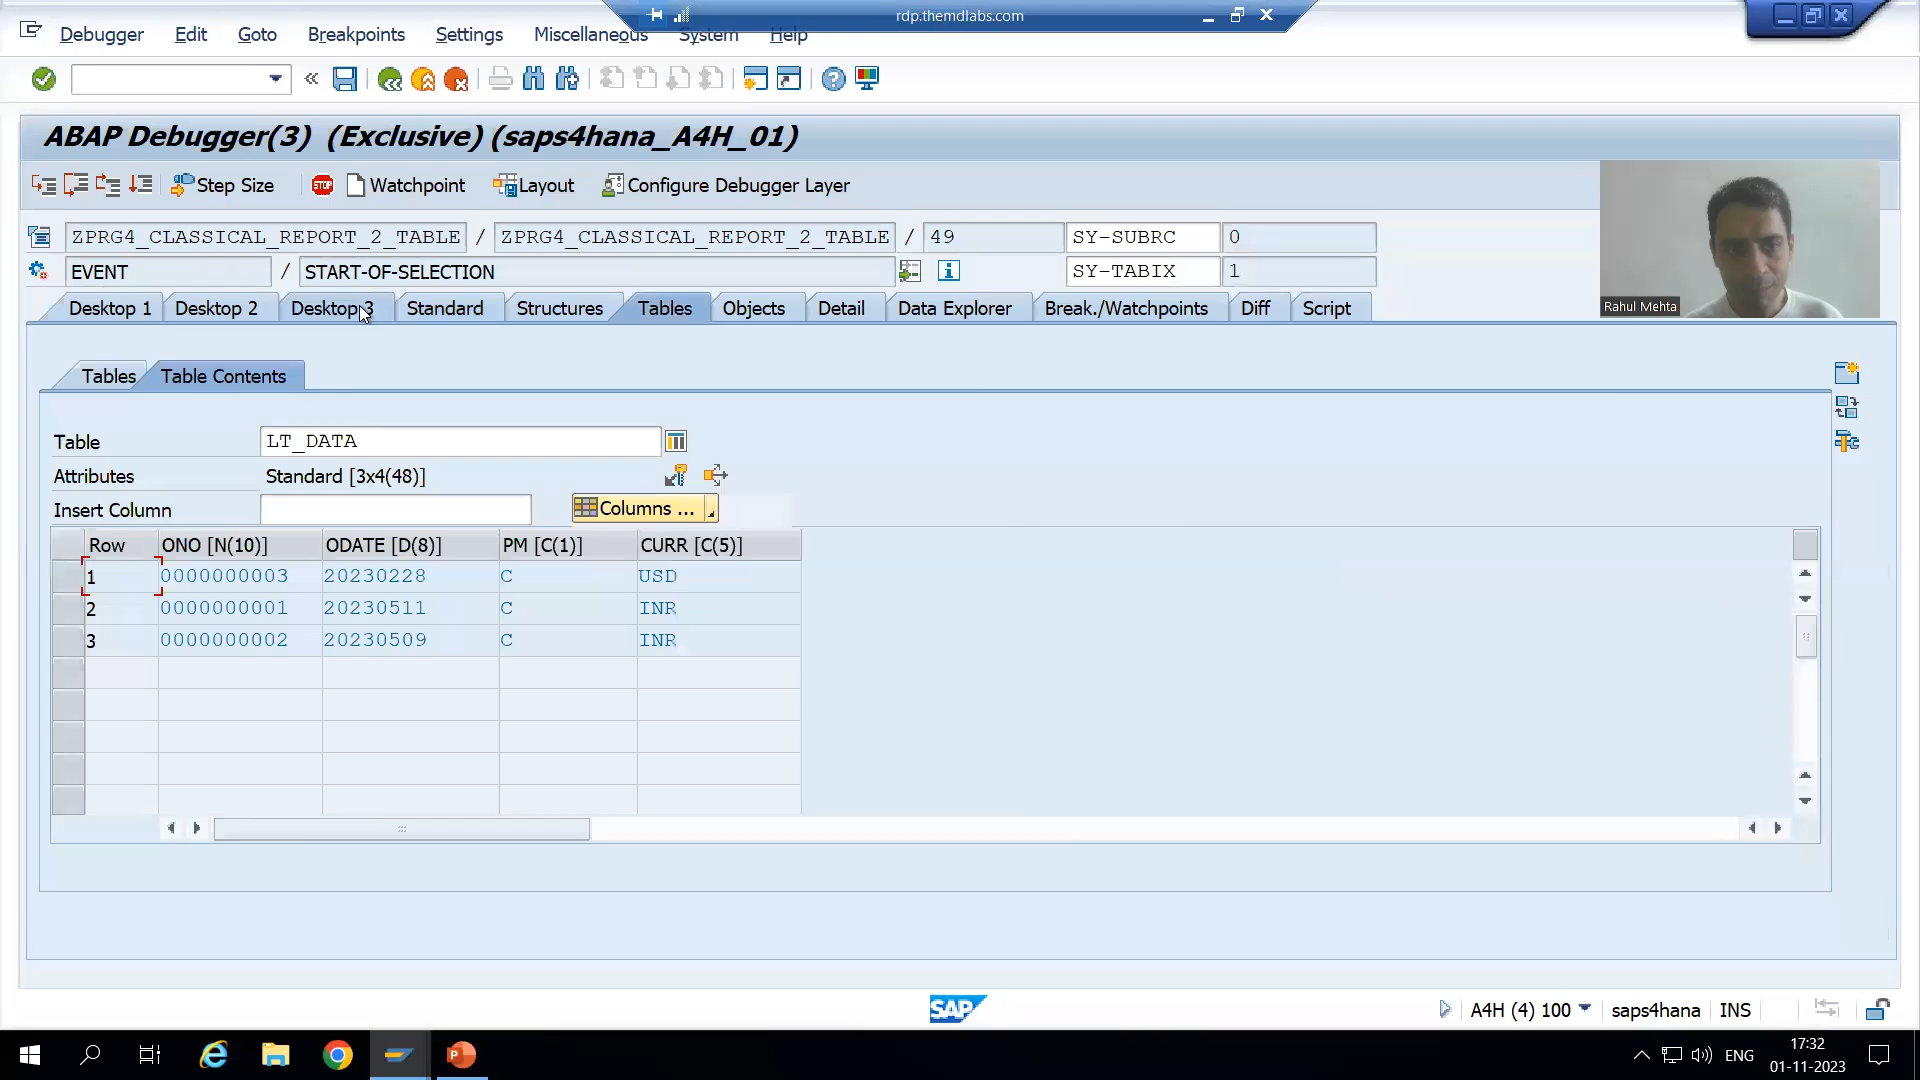 rdp.themdlabs.com
Debugger Edit Goto Breakpoints Settings Miscellaneous System Help
ABAP Debugger(3) (Exclusive) (saps4hana_A4H_01)
Step Size STOP Watchpoint Layout Configure Debugger Layer
ZPRG4_CLASSICAL_REPORT_2_TABLE / ZPRG4_CLASSICAL_REPORT_2_TABLE / 49 SY-SUBRC 0
EVENT / START-OF-SELECTION SY-TABIX 1
Rahul Mehta
Desktop 1 Desktop 2 Desktop 3 Standard Structures Tables Objects Detail Data Explorer Break./Watchpoints Diff Script
Tables Table Contents
Table LT_DATA
Attributes Standard [3x4(48)]
Insert Column Columns ...
Row ONO [N(10)] ODATE [D(8)] PM [C(1)] CURR [C(5)]
1 0000000003 20230228 C USD
2 0000000001 20230511 C INR
3 0000000002 20230509 C INR
SAP A4H (4) 100 saps4hana INS
ENG 17:32
01-11-2023